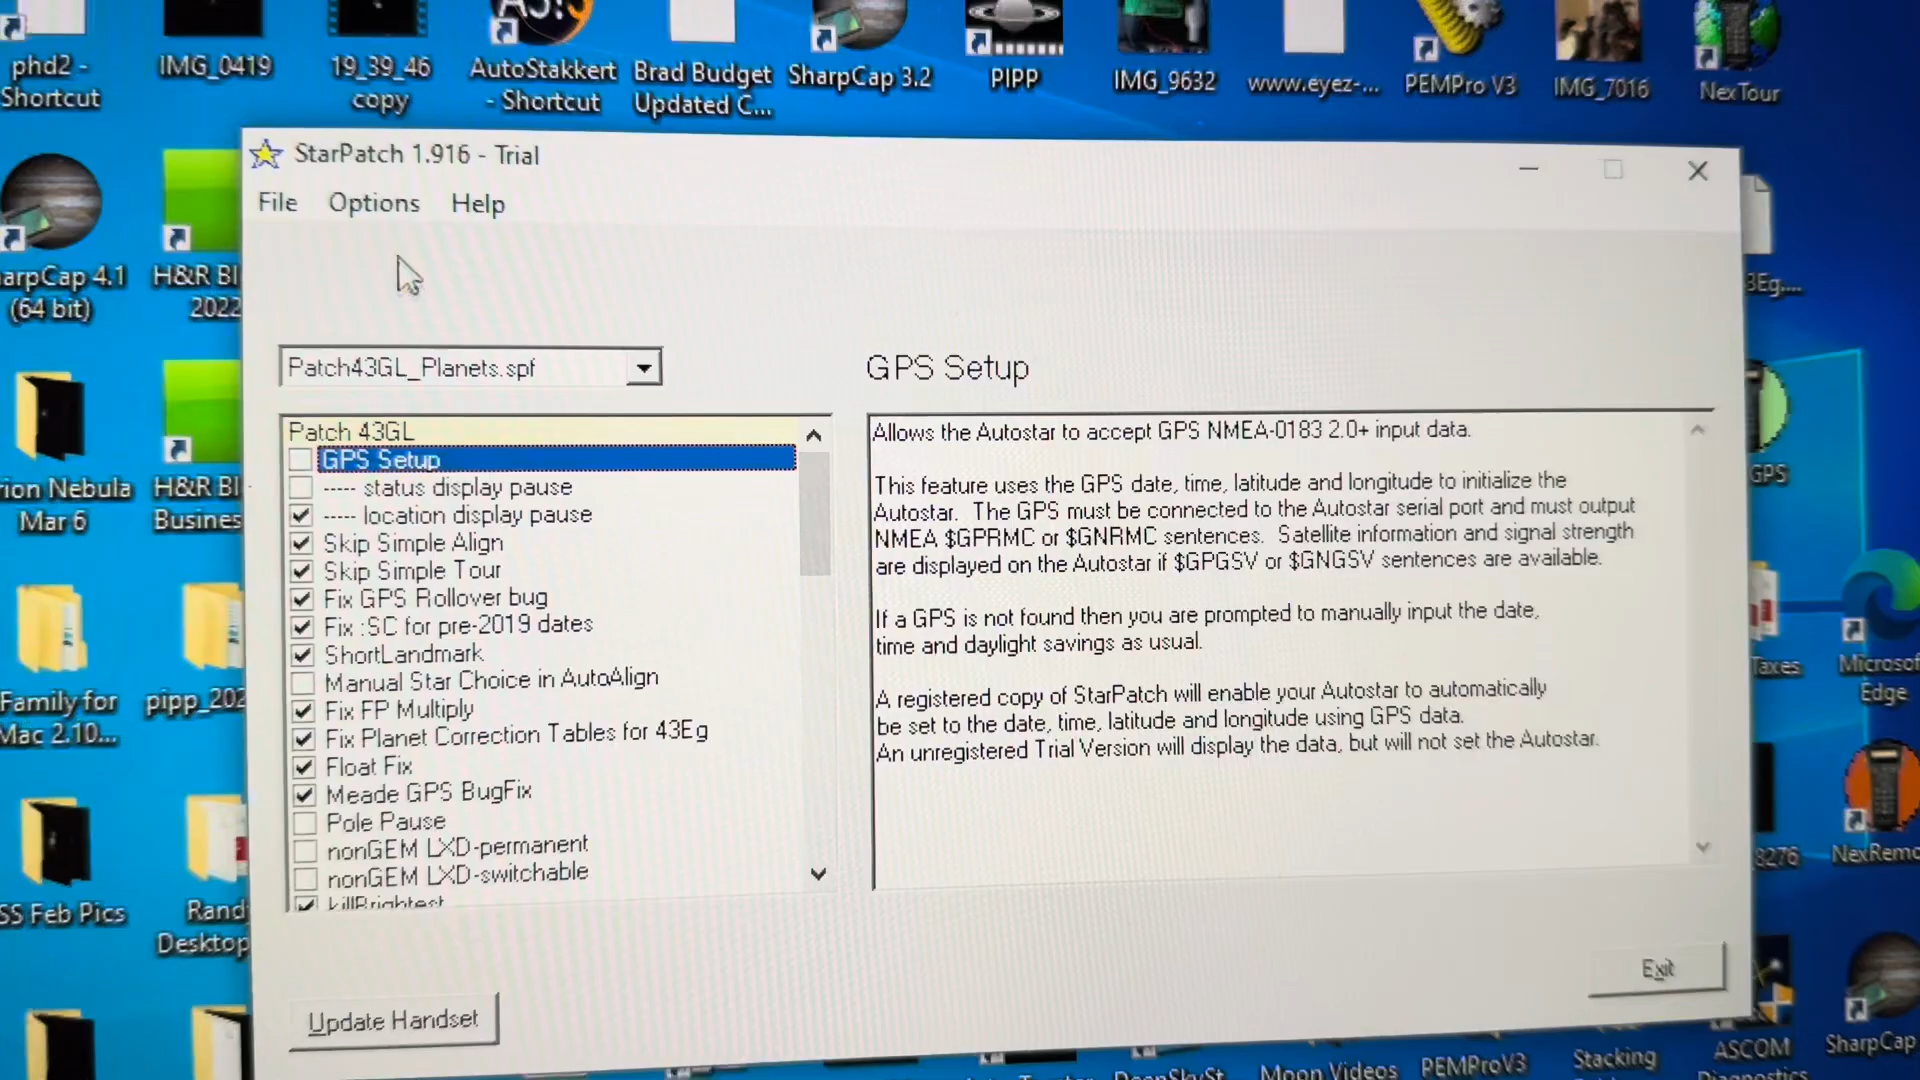 phd2 -
Shortcut
IMG_0419
19_39_46
copy
AutoStakkert
- Shortcut
Brad Budget
Updated C...
SharpCap 3.2
PIPP
IMG_9632
www.eyez-...
PEMPro V3
IMG_7016
NexTour
StarPatch 1.916 - Trial
File Options Help
arpCap 4.1
(64 bit)
H&R Bl
2022
3Eg....
Patch43GL_Planets.spf
GPS Setup
Patch 43GL
GPS Setup
----- status display pause
----- location display pause
Skip Simple Align
Skip Simple Tour
Fix GPS Rollover bug
Fix :SC for pre-2019 dates
ShortLandmark
Manual Star Choice in AutoAlign
Fix FP Multiply
Fix Planet Correction Tables for 43Eg
Float Fix
Meade GPS BugFix
Pole Pause
nonGEM LXD-permanent
nonGEM LXD-switchable
killBrightest
Allows the Autostar to accept GPS NMEA-0183 2.0+ input data.
This feature uses the GPS date, time, latitude and longitude to initialize the
Autostar. The GPS must be connected to the Autostar serial port and must output
NMEA $GPRMC or $GNRMC sentences. Satellite information and signal strength
are displayed on the Autostar if $GPGSV or $GNGSV sentences are available.
If a GPS is not found then you are prompted to manually input the date,
time and daylight savings as usual.
A registered copy of StarPatch will enable your Autostar to automatically
be set to the date, time, latitude and longitude using GPS data.
An unregistered Trial Version will display the data, but will not set the Autostar.
Update Handset
Exit
rion Nebula
Mar 6
H&R Bl
Busines
GPS
Family for
Mac 2.10...
pipp_202
Taxes
Microsof
Edge
SS Feb Pics
Rand
Desktop
8276
NexRemo
Moon Videos
PEMProV3
Stacking
ASCOM
Diagnostics
SharpCap